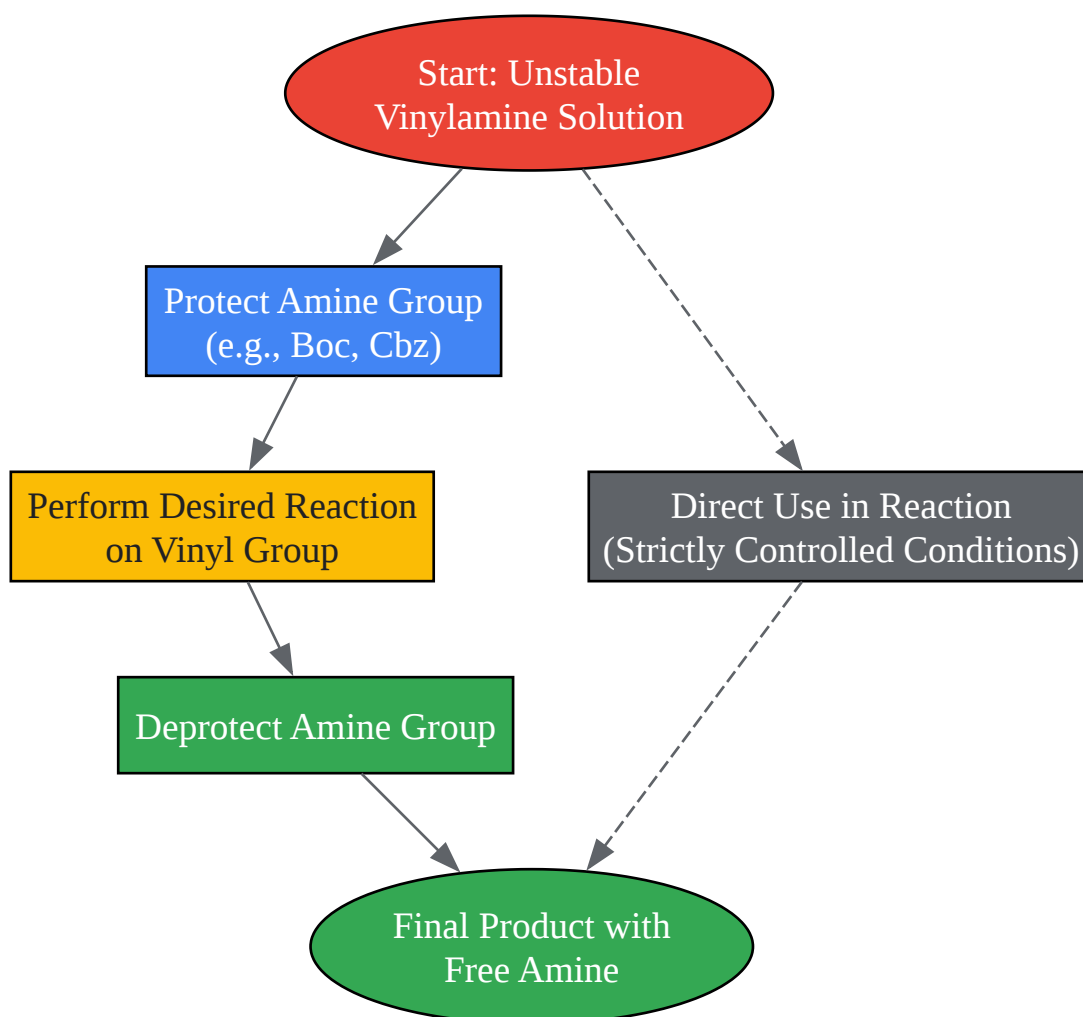 Start: Unstable
Vinylamine Solution
Protect Amine Group
(e.g., Boc, Cbz)
Perform Desired Reaction
on Vinyl Group
Direct Use in Reaction
(Strictly Controlled Conditions)
Deprotect Amine Group
Final Product with
Free Amine